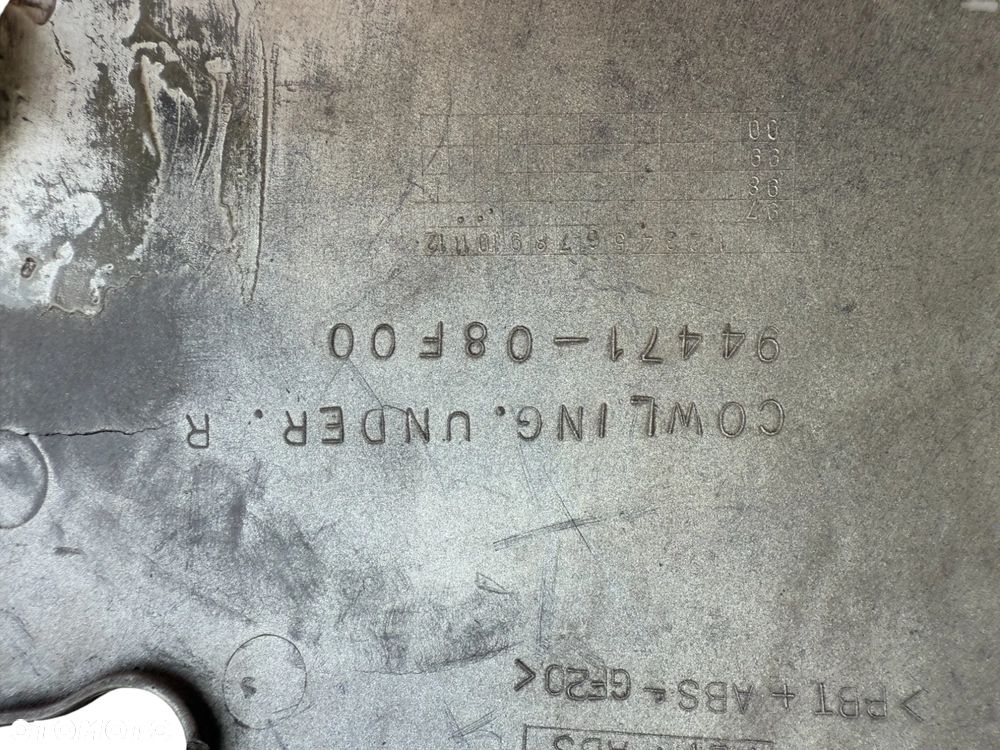 >PBT + ABS - GF20<
COWLING. UNDER. R
94471-08F00
1 2 3 4 5 6 7 8 9 10 11 12
97
98
99
00